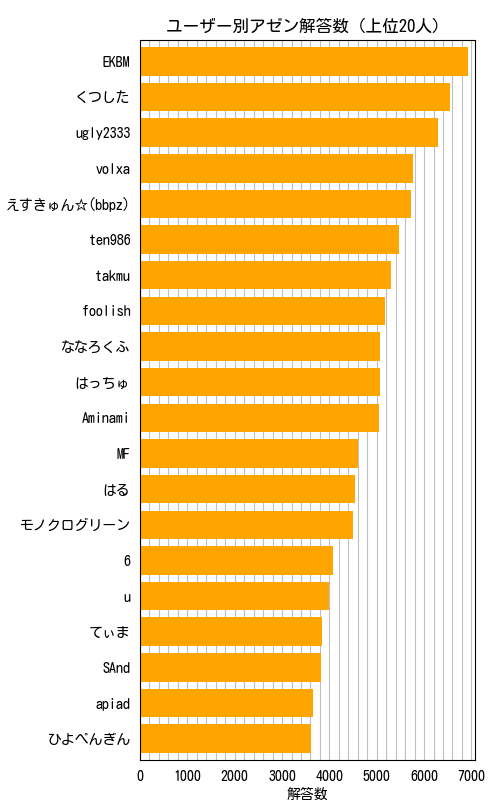 ユーザー別アゼン解答数 (上位20人)
EKBM
くつした
ugly2333
volxa
えすきゅん☆(bbpz)
ten986
takmu
foolish
ななろくふ
はっちゅ
Aminami
MF
はる
モノクログリーン
6
u
てぃま
SAnd
apiad
ひよぺんぎん
0 1000 2000 3000 4000 5000 6000 7000
解答数